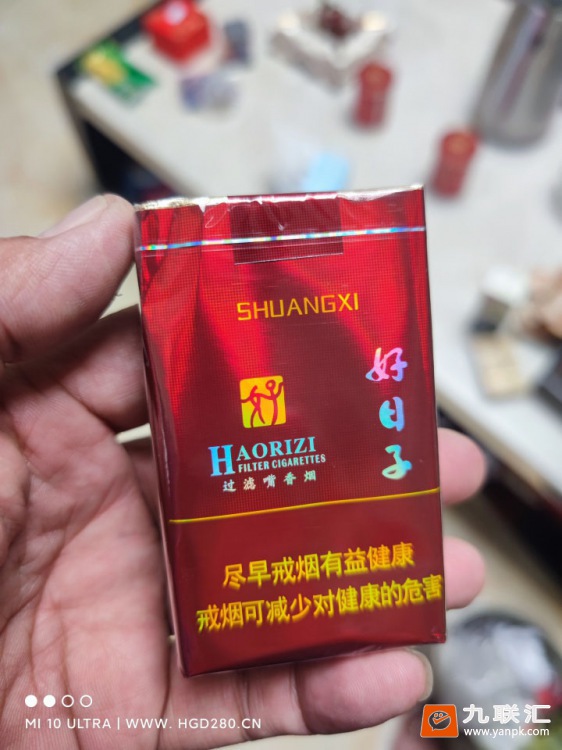 SHUANGXI
好日子
HAORIZI
FILTER CIGARETTES
过滤嘴香烟
尽早戒烟有益健康
戒烟可减少对健康的危害
MI 10 ULTRA | WWW. HGD280.CN
九联汇
www.yanpk.com